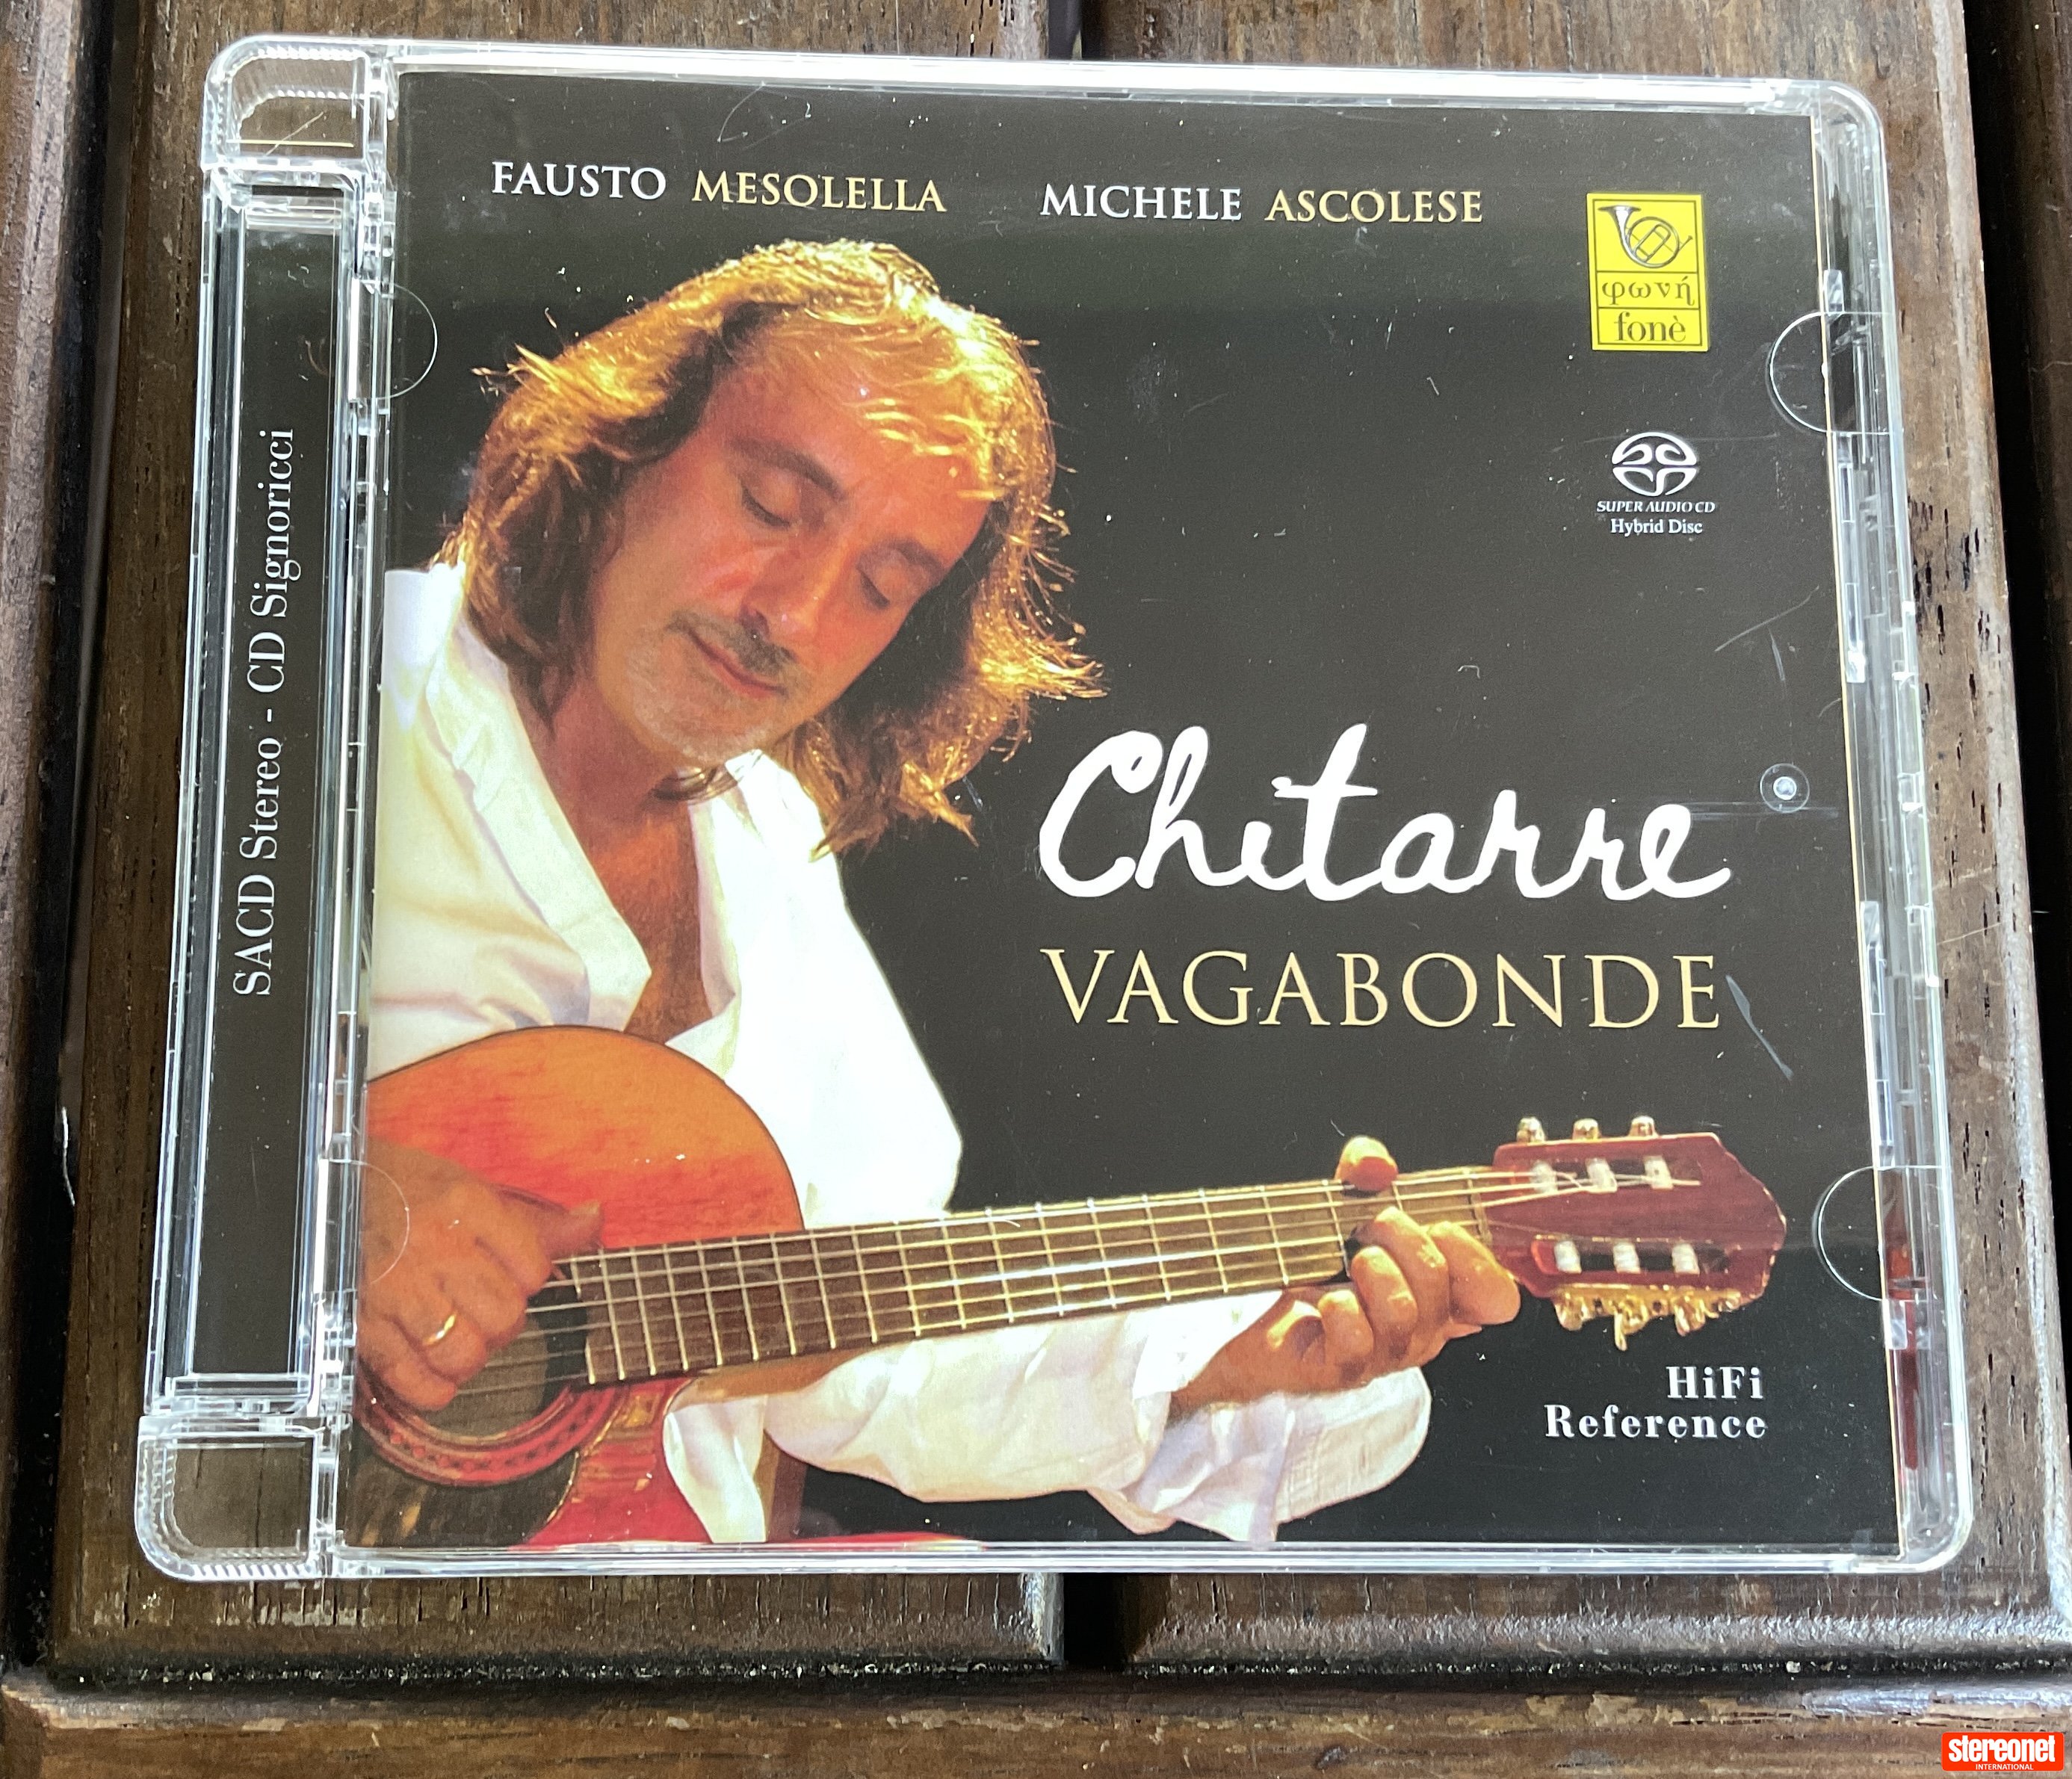 FAUSTO MESOLELLA MICHELE ASCOLESE
φωνή
fonè
SUPER AUDIO CD
Hybrid Disc
SACD Stereo - CD Signoricci
Chitarre
VAGABONDE
HiFi
Reference
stereonet
INTERNATIONAL